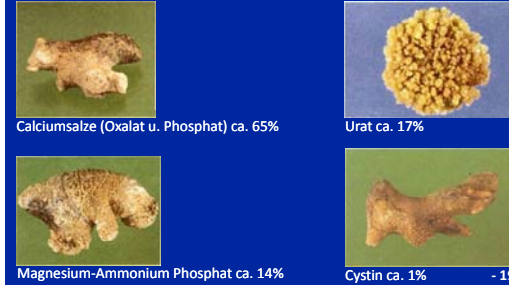 Calciumsalze (Oxalat u. Phosphat) ca. 65%
Urat ca. 17%
Magnesium-Ammonium Phosphat ca. 14%
Cystin ca. 1%